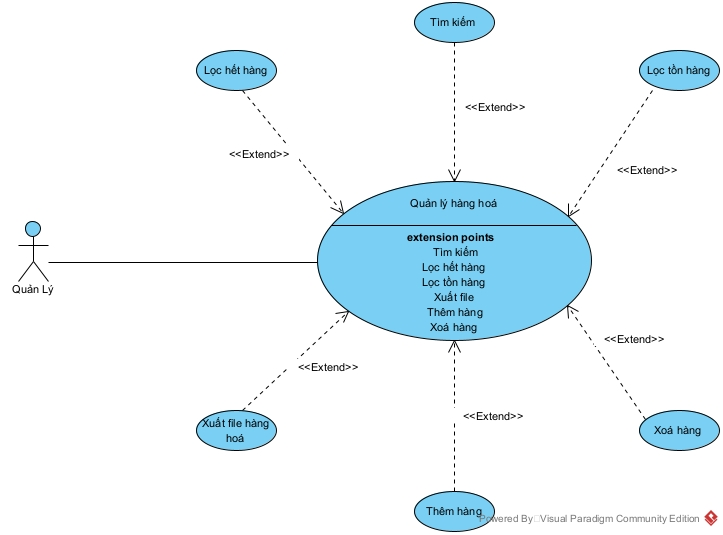 Tìm kiếm
Lọc hết hàng
Lọc tồn hàng
<<Extend>>
<<Extend>>
<<Extend>>
Quản lý hàng hoá
extension points
Tìm kiếm
Lọc hết hàng
Lọc tồn hàng
Xuất file
Thêm hàng
Xoá hàng
Quản Lý
<<Extend>>
<<Extend>>
<<Extend>>
Xuất file hàng
hoá
Xoá hàng
Thêm hàng
Powered By Visual Paradigm Community Edition